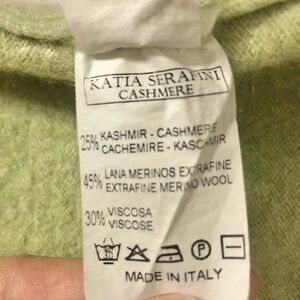 KATIA SERAFINI
CASHMERE
25% KASHMIR - CASHMERE
CACHEMIRE - KASCHMIR
45% LANA MERINOS EXTRAFINE
EXTRAFINE MERINO WOOL
30% VISCOSA
VISCOSE
P
MADE IN ITALY